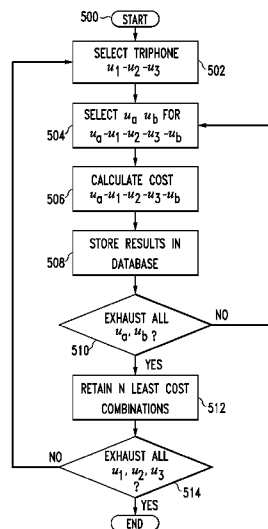 500
START
SELECT TRIPHONE
u1-u2-u3
502
SELECT ua ub FOR
ua-u1-u2-u3-ub
504
CALCULATE COST
ua-u1-u2-u3-ub
506
STORE RESULTS IN
DATABASE
508
EXHAUST ALL
ua, ub ?
NO
510
YES
RETAIN N LEAST COST
COMBINATIONS
512
NO
EXHAUST ALL
u1, u2, u3
?
514
YES
END